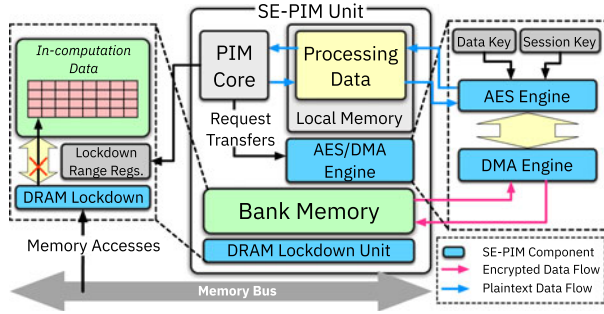 SE-PIM Unit
In-computation
Data
Lockdown
Range Regs.
DRAM Lockdown
Memory Accesses
PIM
Core
Processing
Data
Local Memory
Request
Transfers
AES/DMA
Engine
Bank Memory
DRAM Lockdown Unit
Memory Bus
Data Key
Session Key
AES Engine
DMA Engine
SE-PIM Component
Encrypted Data Flow
Plaintext Data Flow